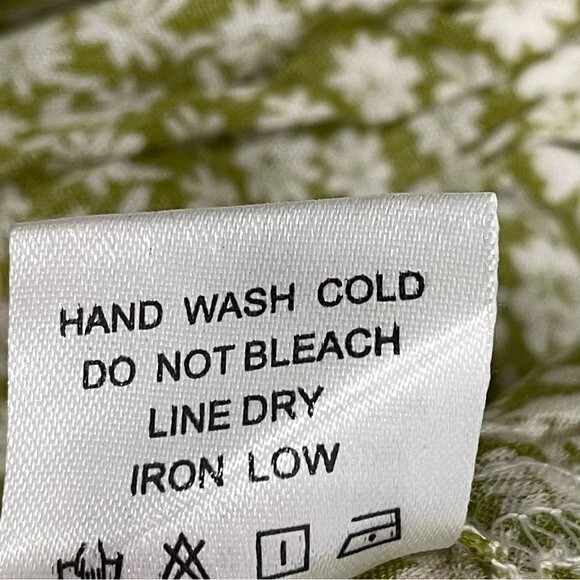 HAND WASH COLD
DO NOT BLEACH
LINE DRY
IRON LOW